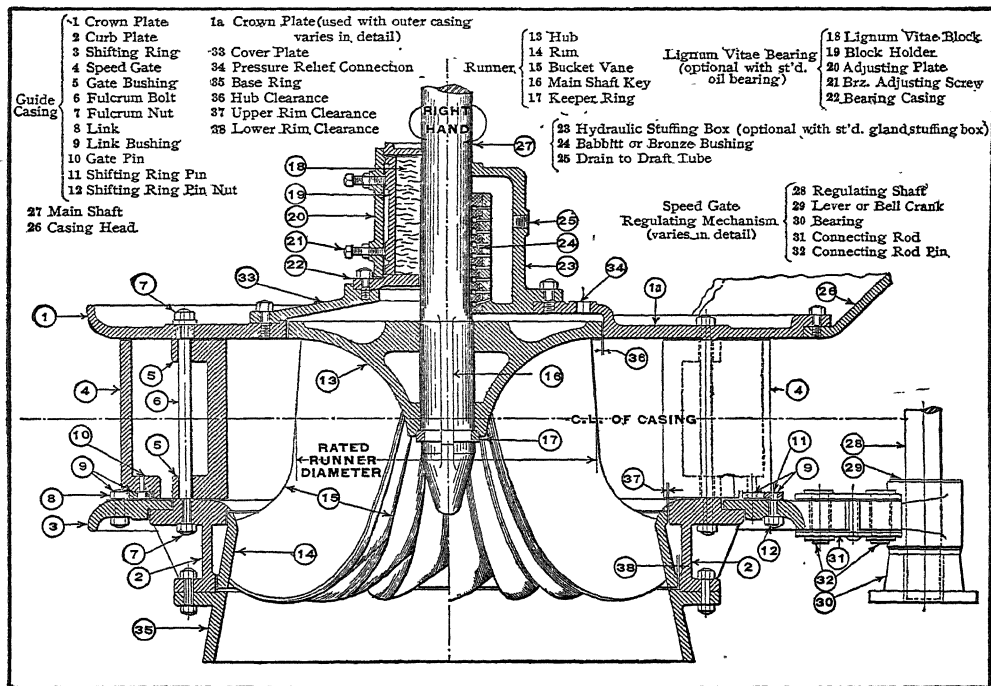 Guide Casing
1 Crown Plate
2 Curb Plate
3 Shifting Ring
4 Speed Gate
5 Gate Bushing
6 Fulcrum Bolt
7 Fulcrum Nut
8 Link
9 Link Bushing
10 Gate Pin
11 Shifting Ring Pin
12 Shifting Ring Pin Nut
27 Main Shaft
26 Casing Head
1a Crown Plate (used with outer casing
varies in detail)
33 Cover Plate
34 Pressure Relief Connection
35 Base Ring
36 Hub Clearance
37 Upper Rim Clearance
38 Lower Rim Clearance
Runner
13 Hub
14 Rim
15 Bucket Vane
16 Main Shaft Key
17 Keeper Ring
Lignum Vitae Bearing
(optional with st'd.
oil bearing)
18 Lignum Vitae Block
19 Block Holder
20 Adjusting Plate
21 Brz. Adjusting Screw
22 Bearing Casing
23 Hydraulic Stuffing Box (optional with st'd. gland stuffing box)
24 Babbitt or Bronze Bushing
25 Drain to Draft Tube
Speed Gate
Regulating Mechanism
(varies in detail)
28 Regulating Shaft
29 Lever or Bell Crank
30 Bearing
31 Connecting Rod
32 Connecting Rod Pin
RIGHT
HAND
27
18
19
20
21
22
25
24
23
34
33
7
1
1a
26
36
13
16
4
5
6
4
C.L. OF CASING
17
RATED
RUNNER
DIAMETER
10
5
9
8
3
15
37
11
9
28
29
7
2
14
38
2
12
31
32
30
35